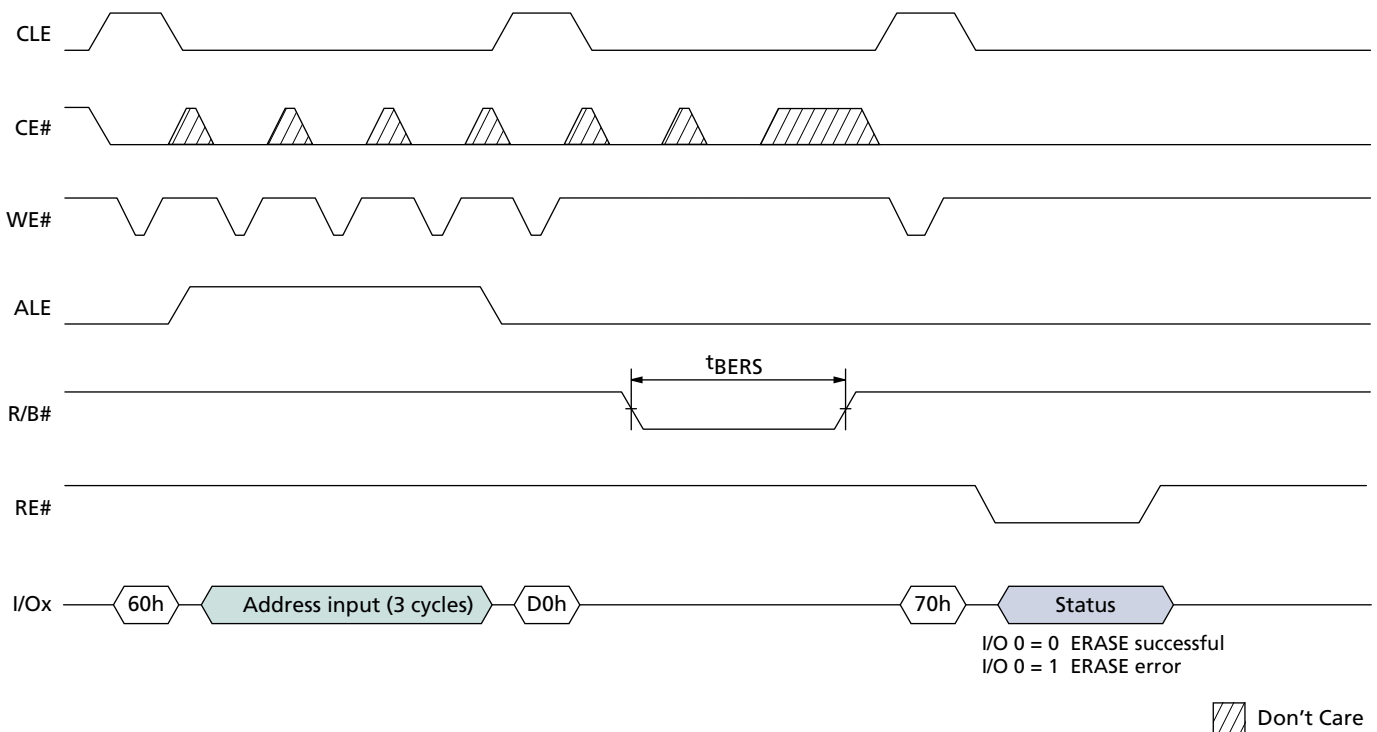 CLE
CE#
WE#
ALE
tBERS
R/B#
RE#
I/Ox 60h Address input (3 cycles) D0h 70h Status
I/O 0 = 0 ERASE successful
I/O 0 = 1 ERASE error
Don't Care